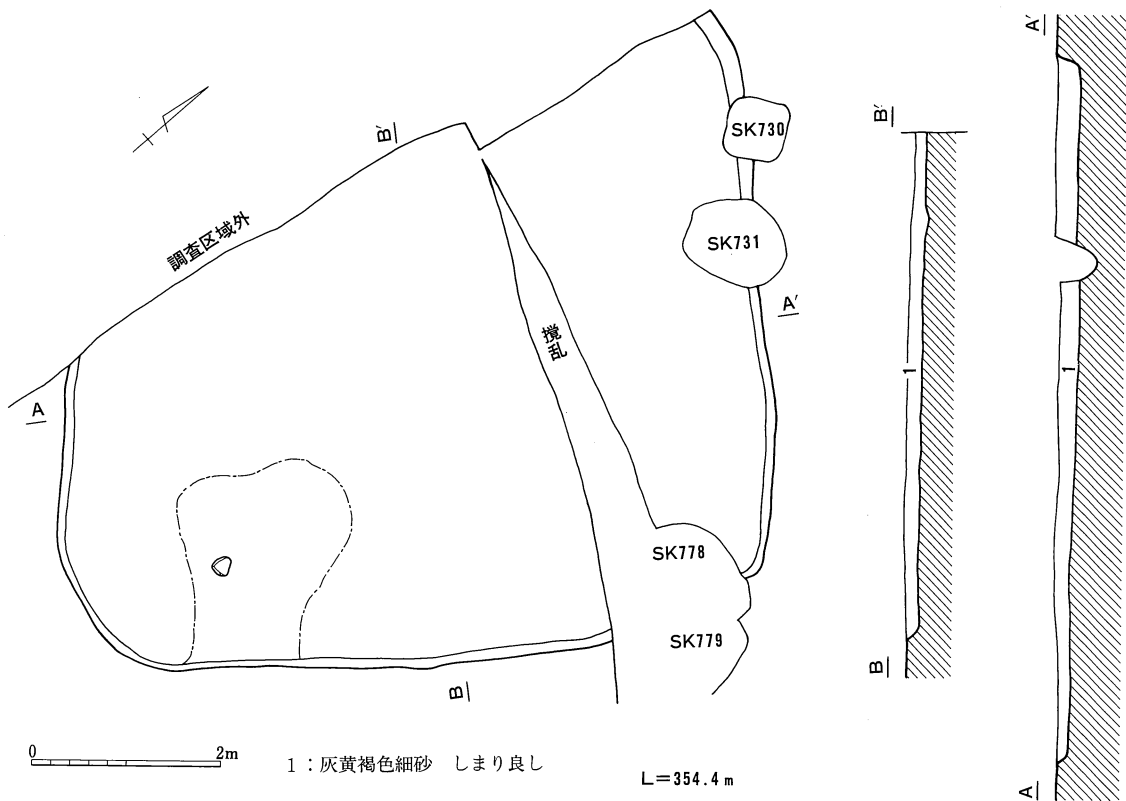 A'
B'
B'
SK730
SK731
調査区域外
A'
攪乱
1
1
A
SK778
SK779
B
B
A
0 2m
1：灰黄褐色細砂　しまり良し
L=354.4m